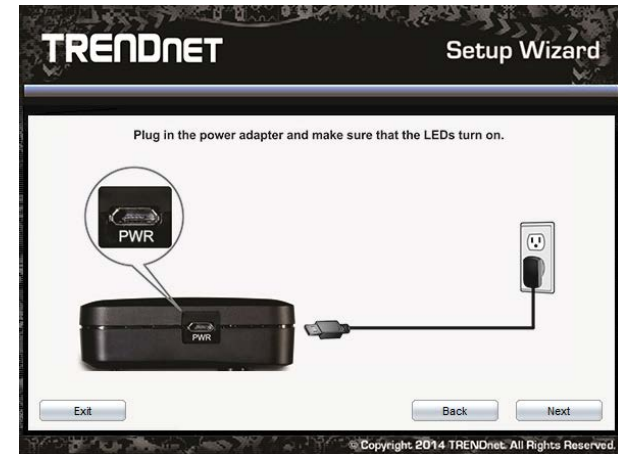 TRENDnet
Setup Wizard
Plug in the power adapter and make sure that the LEDs turn on.
PWR
PWR
Exit
Back
Next
© Copyright 2014 TRENDnet. All Rights Reserved.